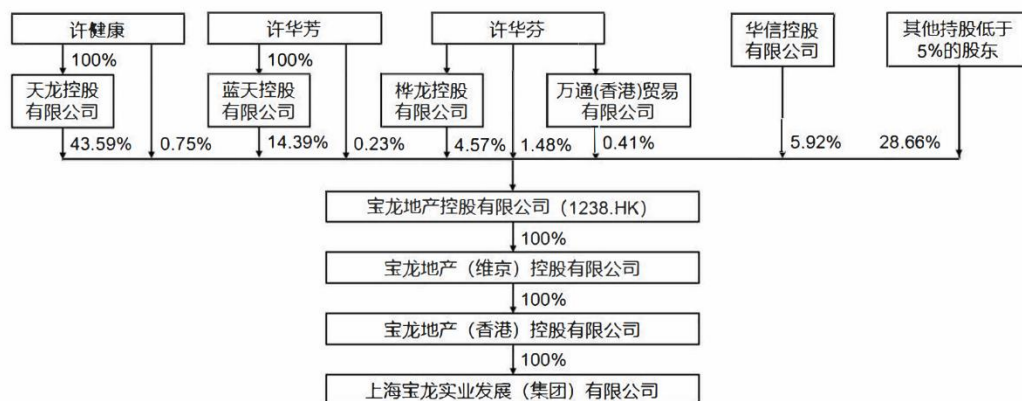 许健康
许华芳
许华芬
华信控股
有限公司
其他持股低于
5%的股东
100%
100%
天龙控股
有限公司
蓝天控股
有限公司
桦龙控股
有限公司
万通(香港)贸易
有限公司
43.59%
0.75%
14.39%
0.23%
4.57%
1.48%
0.41%
5.92%
28.66%
宝龙地产控股有限公司（1238.HK）
100%
宝龙地产（维京）控股有限公司
100%
宝龙地产（香港）控股有限公司
100%
上海宝龙实业发展（集团）有限公司